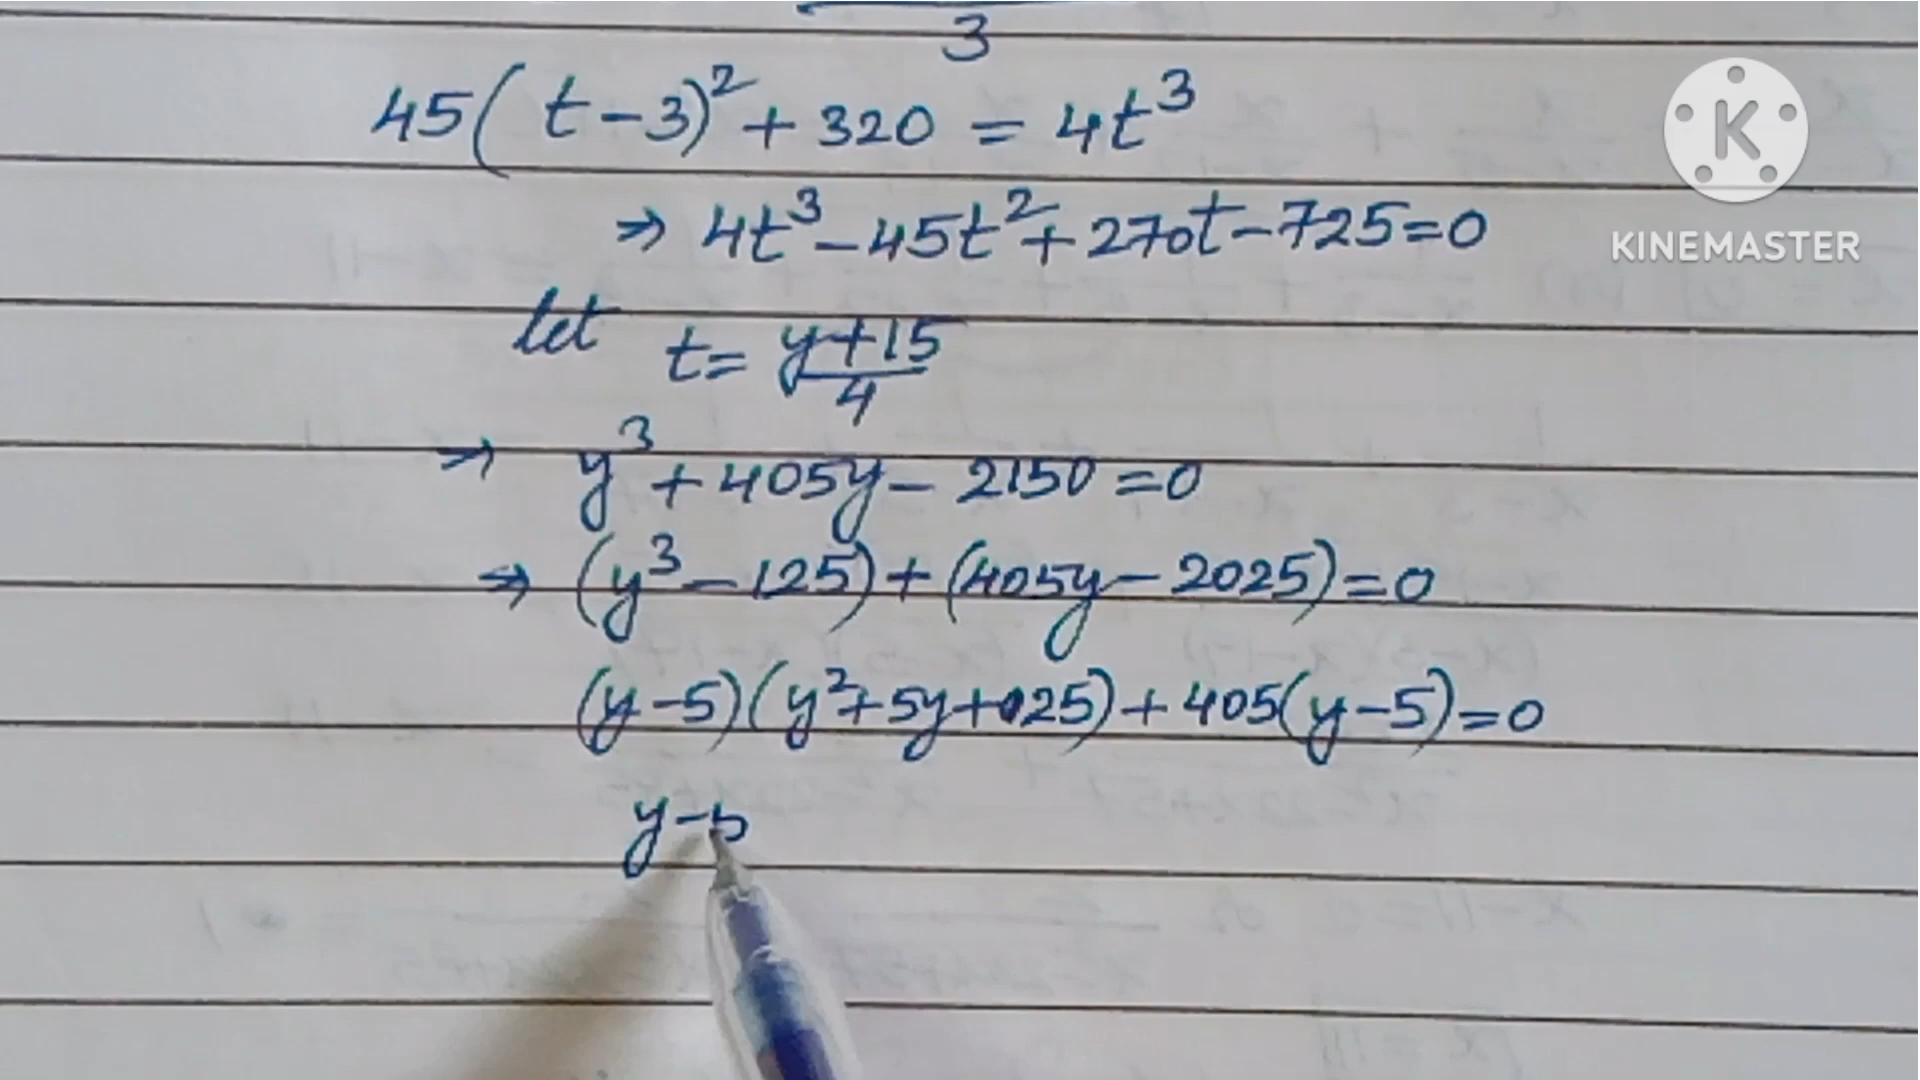 3
45(t-3)²+320=4t³
⇒ 4t³-45t²+270t-725=0
let t= y+15/4
⇒ y³+405y-2150=0
⇒ (y³-125)+(405y-2025)=0
(y-5)(y²+5y+25)+405(y-5)=0
y-5
K
KINEMASTER